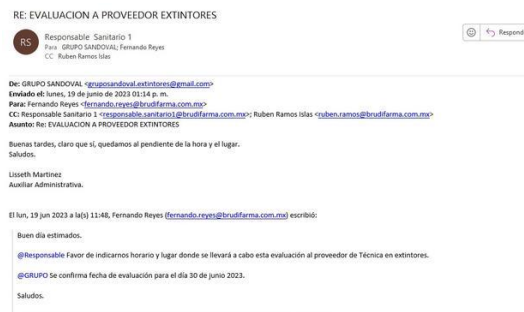 RE: EVALUACION A PROVEEDOR EXTINTORES
RS
Responsable Sanitario 1
Para GRUPO SANDOVAL; Fernando Reyes
CC Ruben Ramos Islas
Respond
De: GRUPO SANDOVAL <gruposandoval.extintores@gmail.com>
Enviado el: lunes, 19 de junio de 2023 01:14 p. m.
Para: Fernando Reyes <fernando.reyes@brudifarma.com.mx>
CC: Responsable Sanitario 1 <responsable.sanitario1@brudifarma.com.mx>; Ruben Ramos Islas <ruben.ramos@brudifarma.com.mx>
Asunto: Re: EVALUACION A PROVEEDOR EXTINTORES
Buenas tardes, claro que sí, quedamos al pendiente de la hora y el lugar.
Saludos.
Lisseth Martinez
Auxiliar Administrativa.
El lun, 19 jun 2023 a la(s) 11:48, Fernando Reyes (fernando.reyes@brudifarma.com.mx) escribió:
Buen día estimados.
@Responsable Favor de indicarnos horario y lugar donde se llevará a cabo esta evaluación al proveedor de Técnica en extintores.
@GRUPO Se confirma fecha de evaluación para el día 30 de junio 2023.
Saludos.